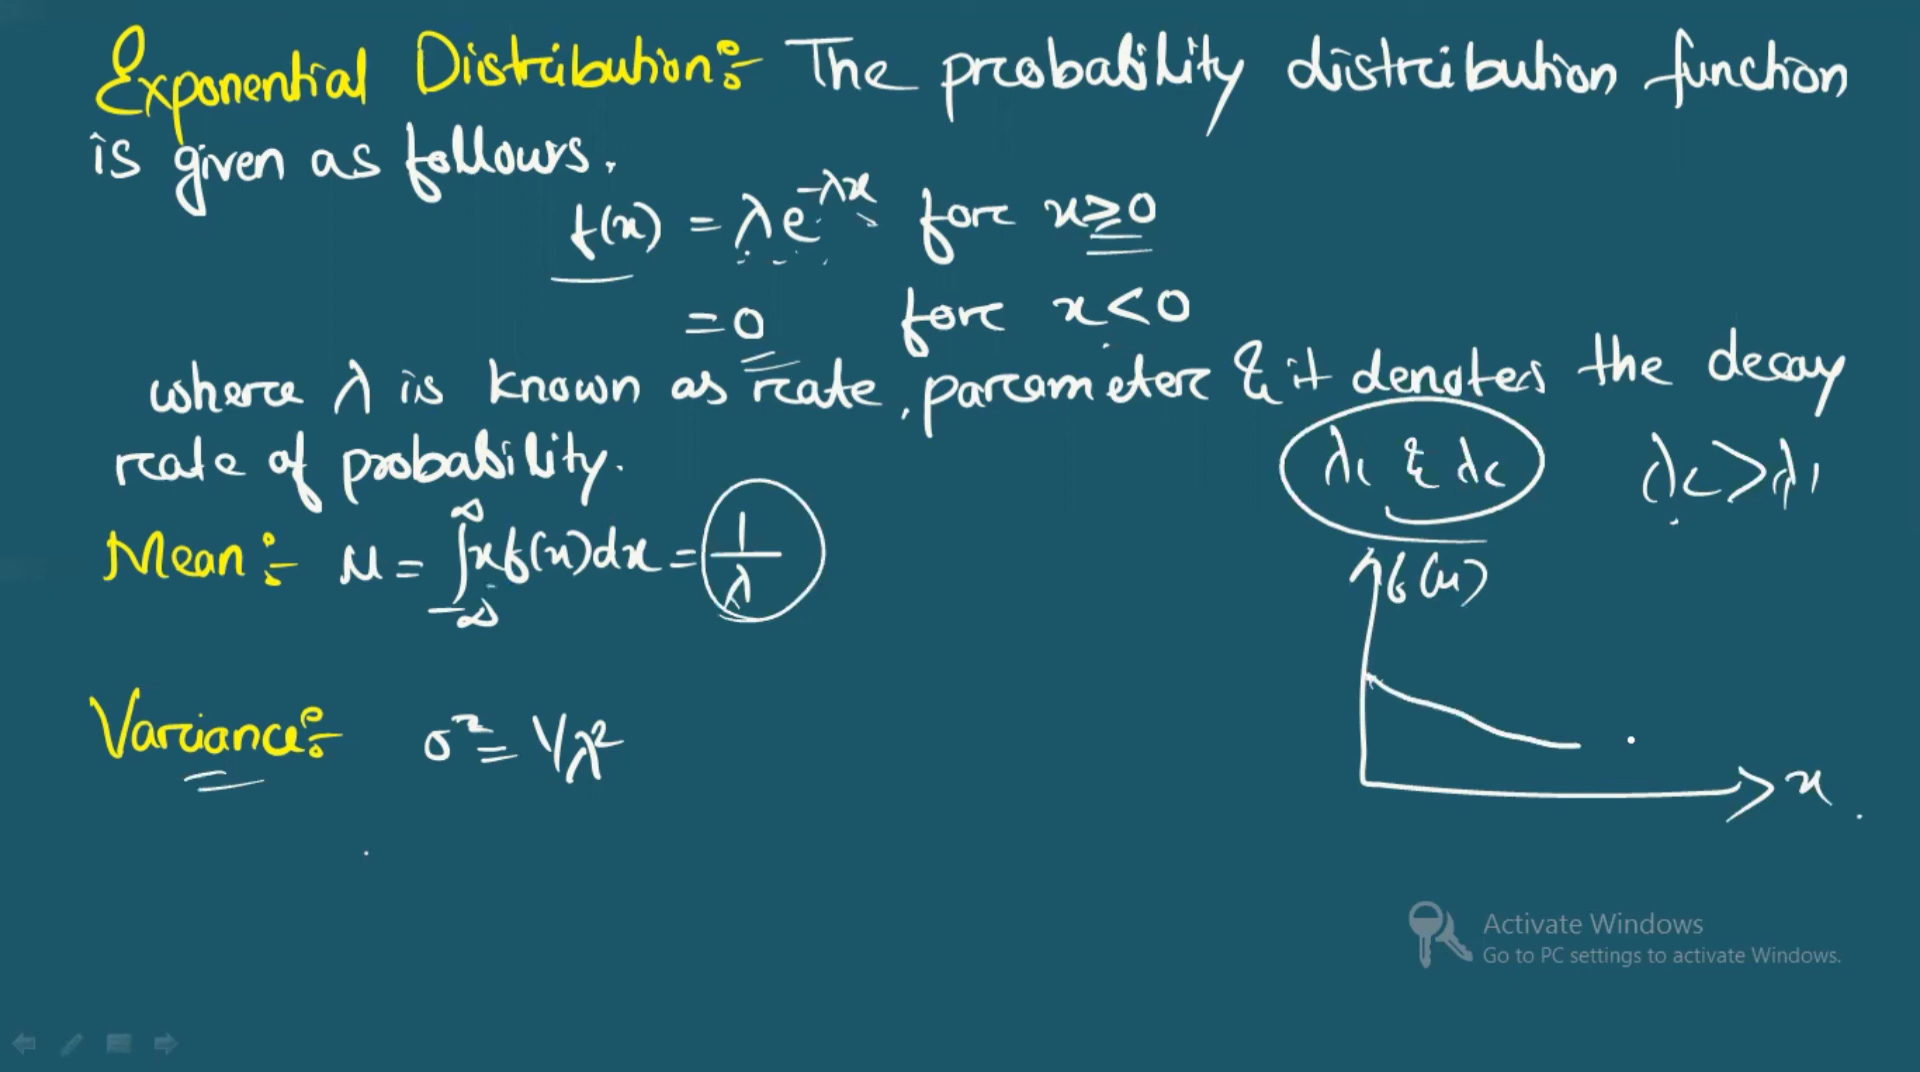 Exponential Distribution:- The probability distribution function
is given as follows.
f(x) = λe^{-λx} for x≥0
=0 for x<0
where λ is known as rate parameter & it denotes the decay
rate of probability.
λ₁ & λ₂ λ₂>λ₁
Mean:- μ = ∫_{-∞}^{∞} x f(x)dx = 1/λ
f(x)
Variance:- σ² = 1/λ²
x
Activate Windows
Go to PC settings to activate Windows.